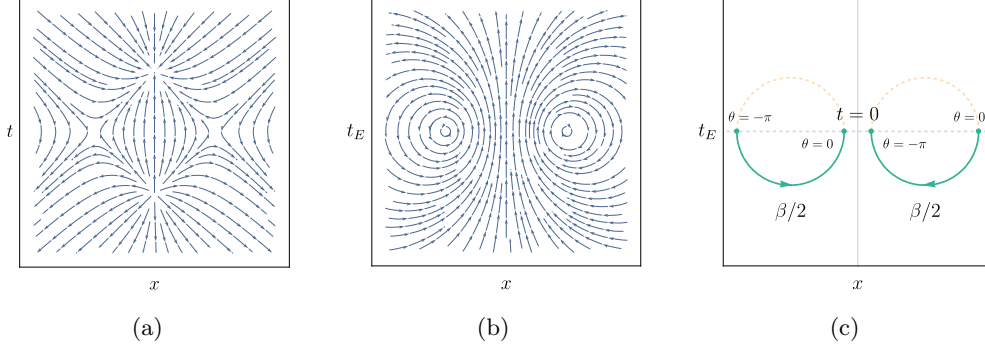 t
x
(a)
t_E
x
(b)
t_E
t = 0
θ = −π
θ = 0
θ = 0
θ = −π
β/2
β/2
x
(c)